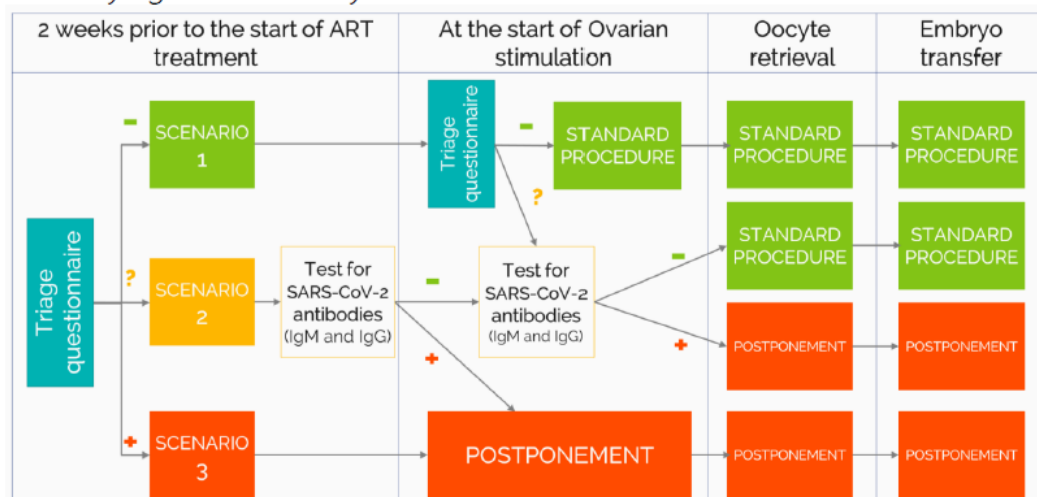 2 weeks prior to the start of ART
treatment
At the start of Ovarian
stimulation
Oocyte
retrieval
Embryo
transfer
Triage
questionnaire
-
SCENARIO
1
Triage
questionnaire
-
STANDARD
PROCEDURE
STANDARD
PROCEDURE
STANDARD
PROCEDURE
?
?
SCENARIO
2
Test for
SARS-CoV-2
antibodies
(IgM and IgG)
-
+
Test for
SARS-CoV-2
antibodies
(IgM and IgG)
-
STANDARD
PROCEDURE
STANDARD
PROCEDURE
+
POSTPONEMENT
POSTPONEMENT
+
SCENARIO
3
POSTPONEMENT
POSTPONEMENT
POSTPONEMENT